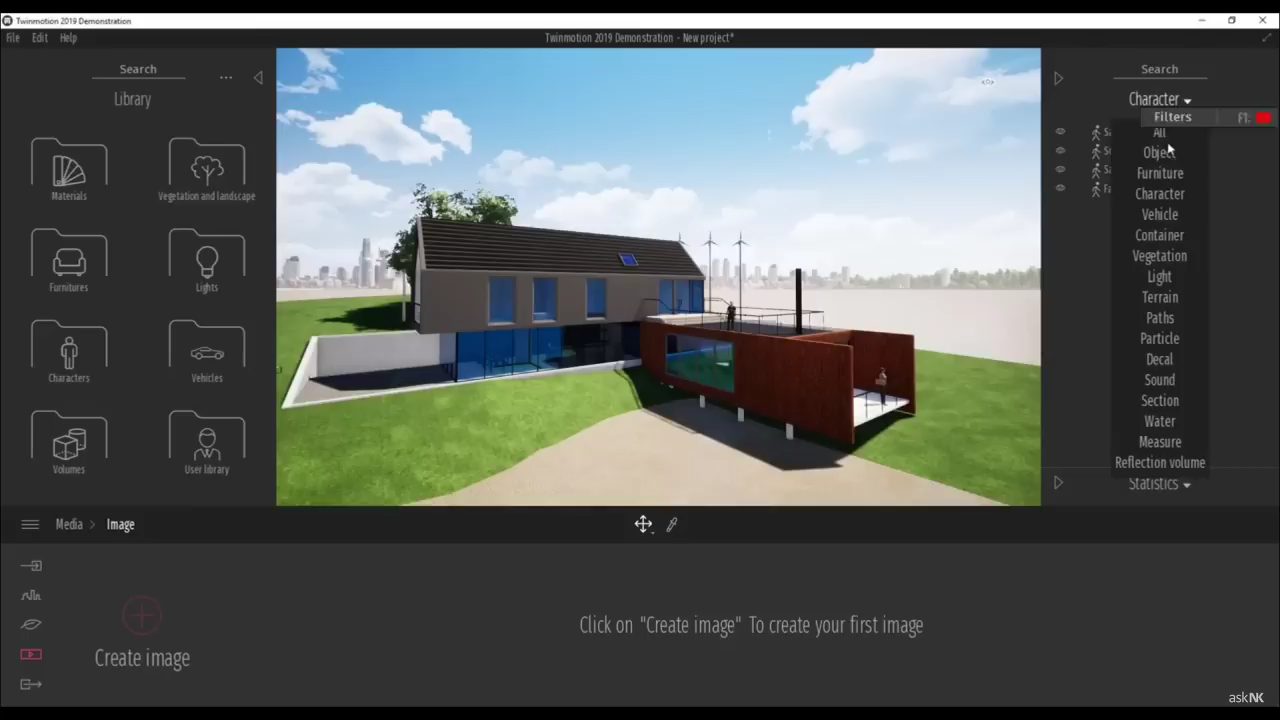 Twinmotion 2019 Demonstration
File Edit Help
Twinmotion 2019 Demonstration - New project*
Search
Library
Materials
Vegetation and landscape
Furnitures
Lights
Characters
Vehicles
Volumes
User library
Search
Character
Filters
F1.
All
Object
Furniture
Character
Vehicle
Container
Vegetation
Light
Terrain
Paths
Particle
Decal
Sound
Section
Water
Measure
Reflection volume
Statistics
Media > Image
Create image
Click on "Create image" To create your first image
askNK